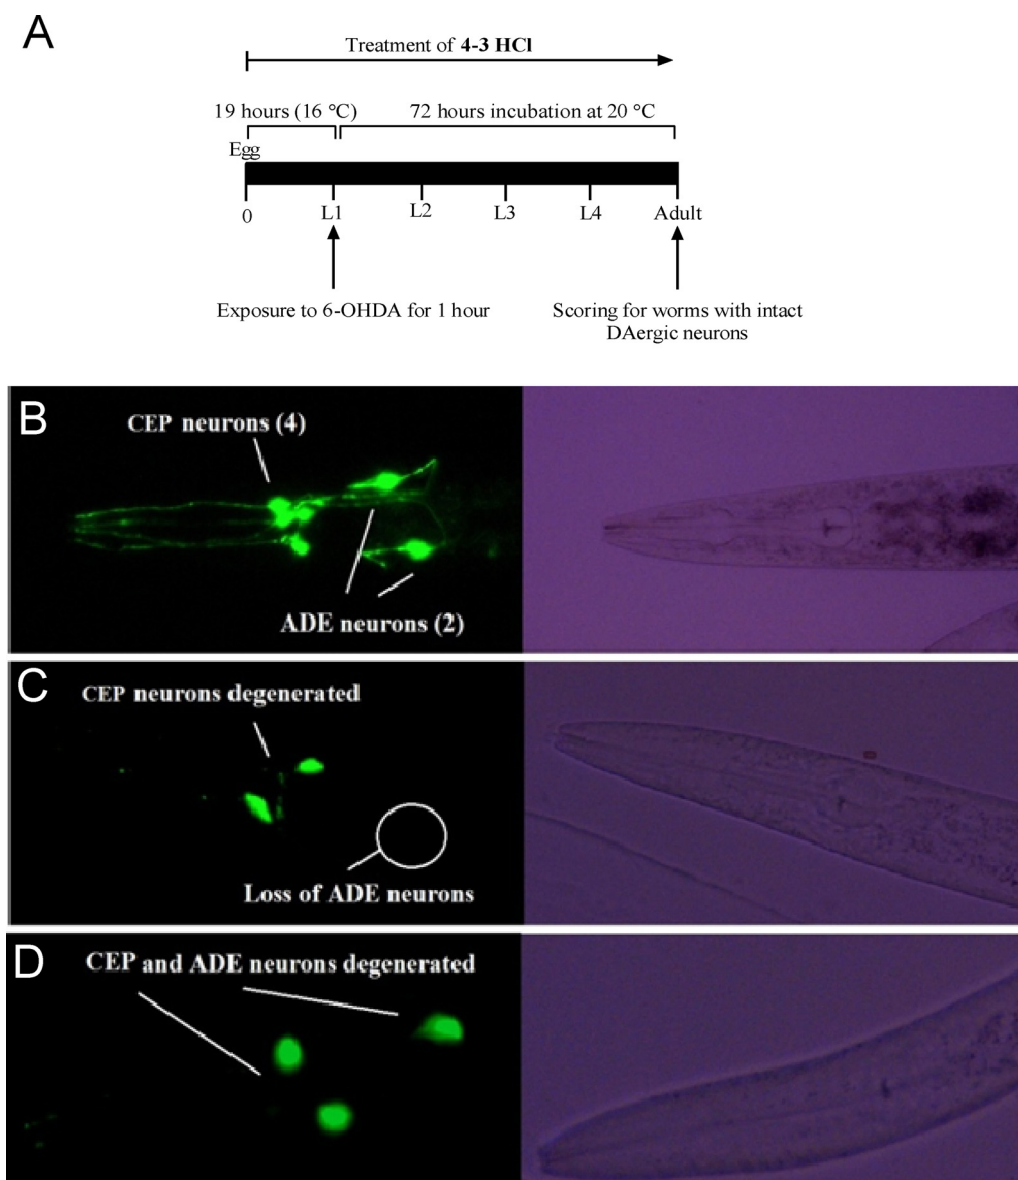 A
Treatment of 4-3 HCl
19 hours (16 °C)
72 hours incubation at 20 °C
Egg
0
L1
L2
L3
L4
Adult
Exposure to 6-OHDA for 1 hour
Scoring for worms with intact
DAergic neurons
B
CEP neurons (4)
ADE neurons (2)
C
CEP neurons degenerated
Loss of ADE neurons
D
CEP and ADE neurons degenerated